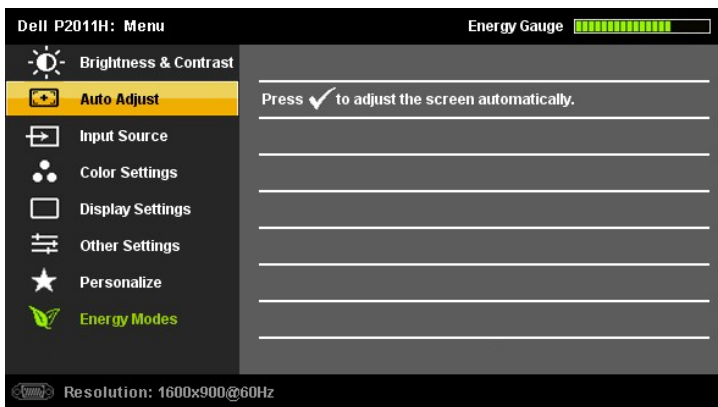 Dell P2011H: Menu
Energy Gauge
Brightness & Contrast
Auto Adjust
Press ✓ to adjust the screen automatically.
Input Source
Color Settings
Display Settings
Other Settings
Personalize
Energy Modes
Resolution: 1600x900@60Hz